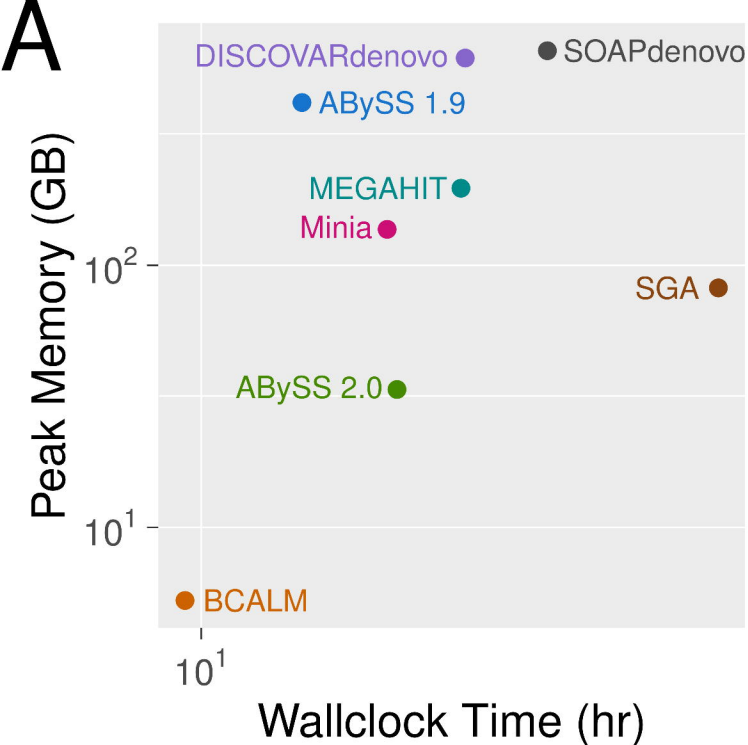 A
DISCOVARdenovo
SOAPdenovo
ABySS 1.9
MEGAHIT
Minia
10²
SGA
ABySS 2.0
10¹
BCALM
10¹
Peak Memory (GB)
Wallclock Time (hr)